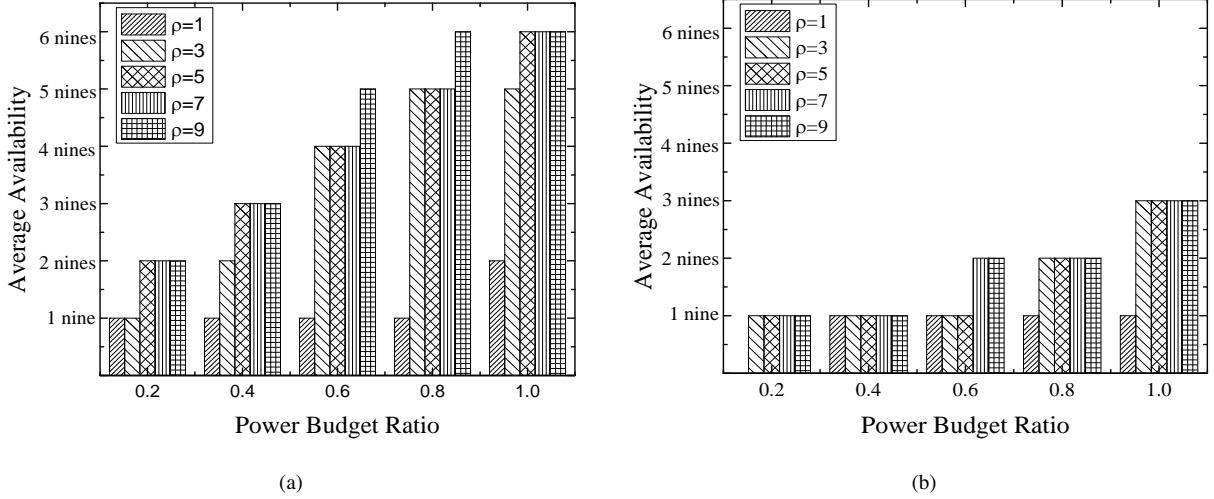 6 nines
5 nines
4 nines
3 nines
2 nines
1 nine
Average Availability
ρ=1
ρ=3
ρ=5
ρ=7
ρ=9
0.2 0.4 0.6 0.8 1.0
Power Budget Ratio
(a)
6 nines
5 nines
4 nines
3 nines
2 nines
1 nine
Average Availability
ρ=1
ρ=3
ρ=5
ρ=7
ρ=9
0.2 0.4 0.6 0.8 1.0
Power Budget Ratio
(b)